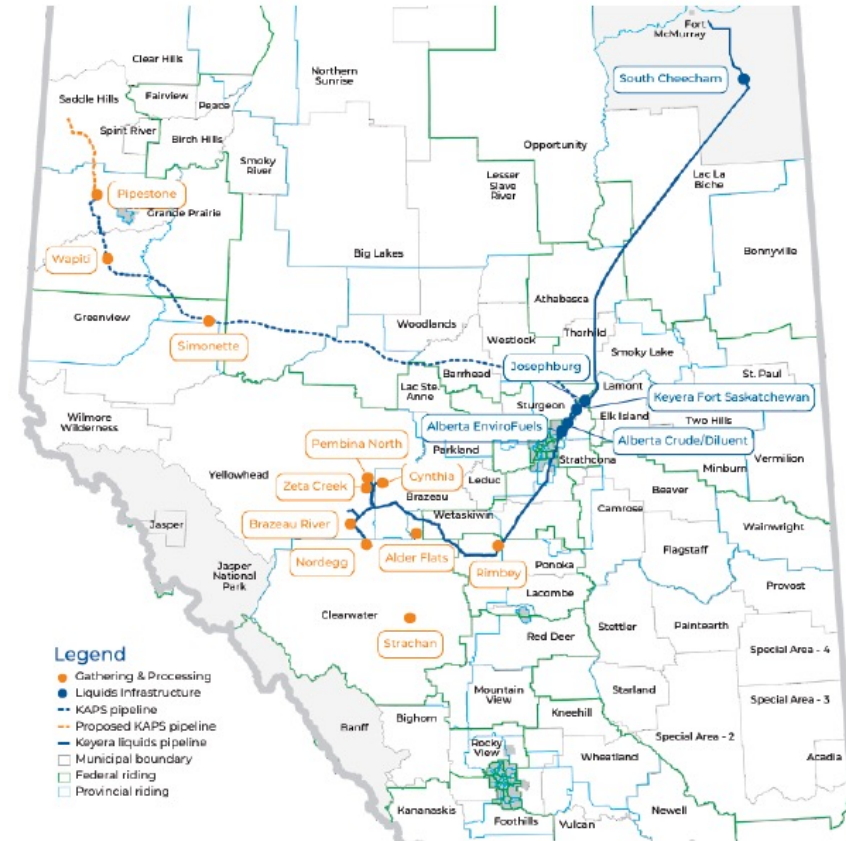 Fort
McMurray
Clear Hills
Northern
Sunrise
South Cheecham
Saddle Hills
Fairview
Peace
Spirit River
Birch Hills
Smoky
River
Opportunity
Lesser
Slave
River
Lac La
Biche
Pipestone
Grande Prairie
Big Lakes
Bonnyville
Wapiti
Athabasca
Greenview
Woodlands
Thorhild
Simonette
Westlock
Smoky Lake
Josephburg
Barrhead
St. Paul
Lac Ste.
Anne
Lamont
Sturgeon
Keyera Fort Saskatchewan
Elk Island
Wilmore
Wilderness
Alberta EnviroFuels
Two Hills
Alberta Crude/Diluent
Pembina North
Parkland
Strathcona
Vermilion
Minburn
Yellowhead
Zeta Creek
Cynthia
Leduc
Brazeau
Beaver
Wetaskiwin
Camrose
Wainwright
Jasper
Brazeau River
Flagstaff
Nordegg
Alder Flats
Rimbey
Ponoka
Jasper
National
Park
Provost
Lacombe
Clearwater
Strachan
Stettler
Paintearth
Red Deer
Special Area - 4
Legend
Gathering & Processing
Liquids Infrastructure
KAPS pipeline
Proposed KAPS pipeline
Keyera liquids pipeline
Municipal boundary
Federal riding
Provincial riding
Mountain
View
Starland
Special Area - 3
Kneehill
Banff
Bighorn
Special Area - 2
Rocky
View
Wheatland
Acadia
Kananaskis
Newell
Foothills
Vulcan